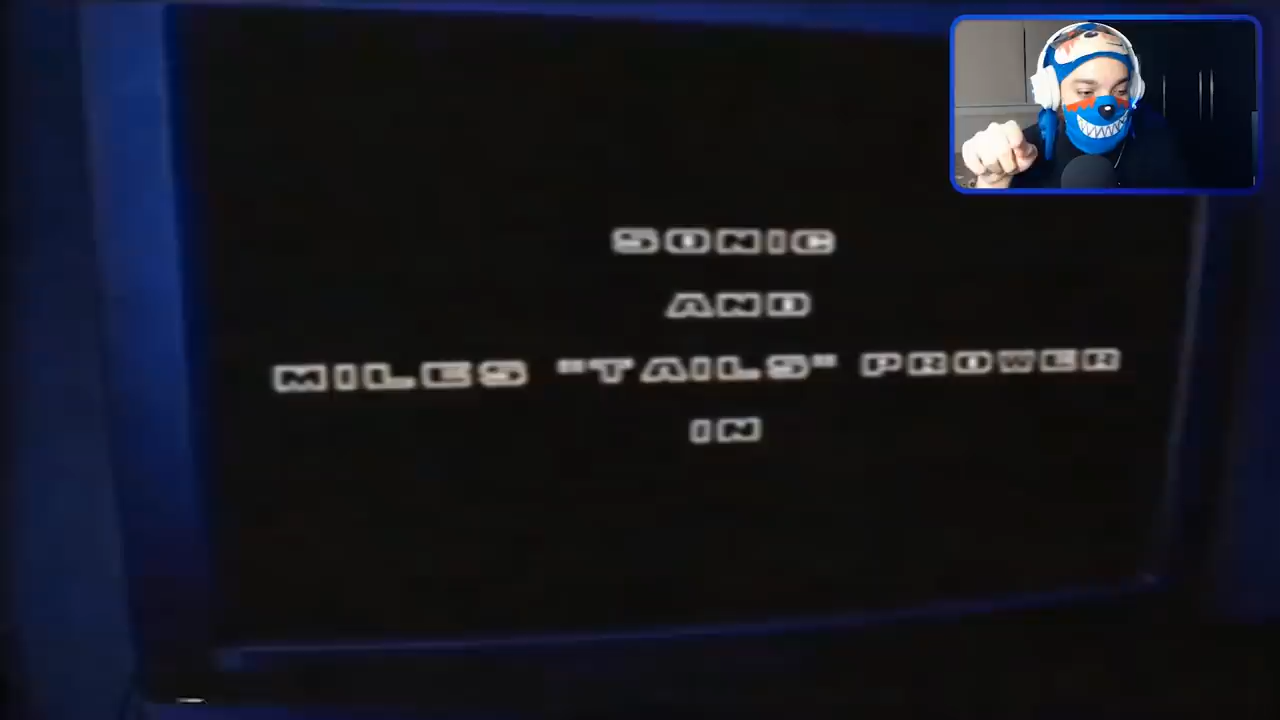 SONIC
AND
MILES "TAILS" PROWER
IN